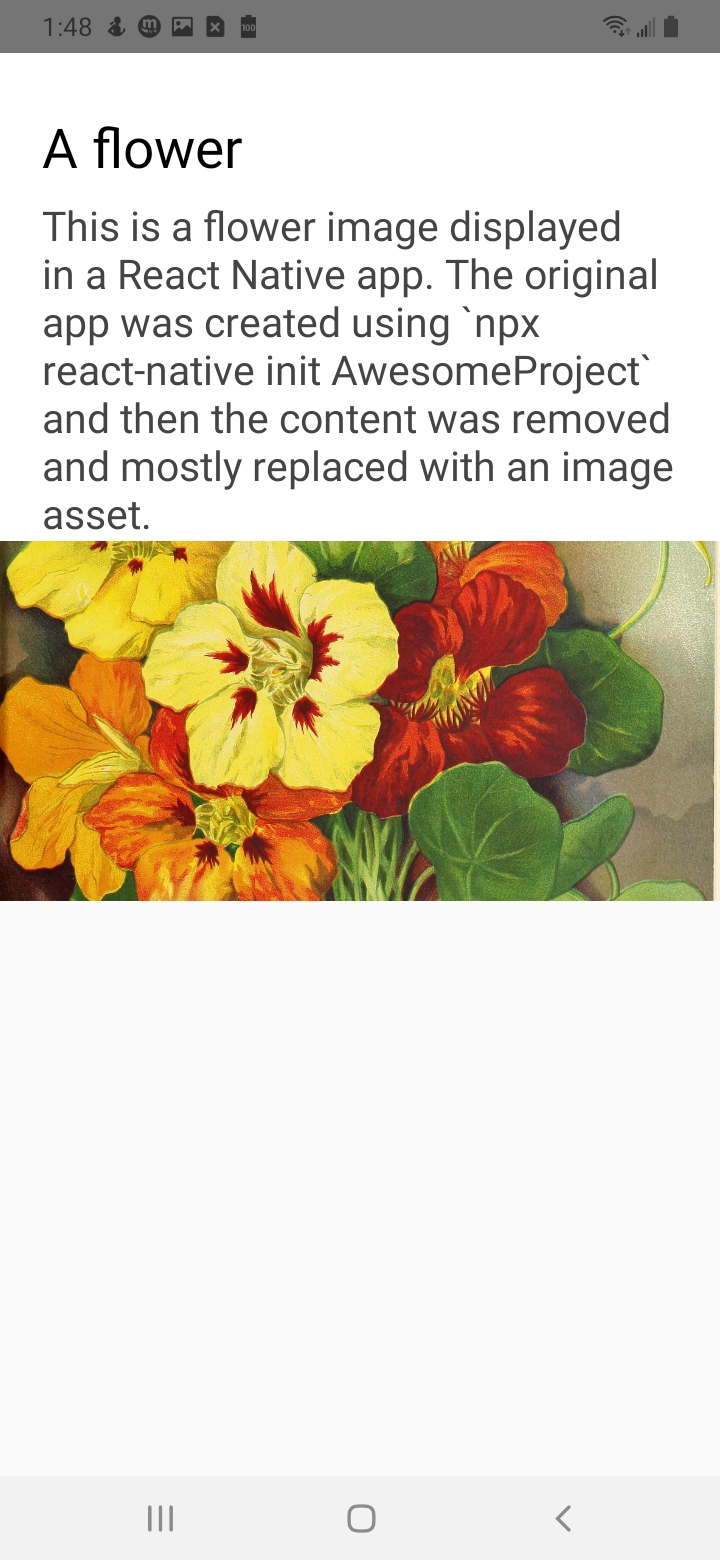 1:48
100
A flower
This is a flower image displayed
in a React Native app. The original
app was created using `npx
react-native init AwesomeProject`
and then the content was removed
and mostly replaced with an image
asset.